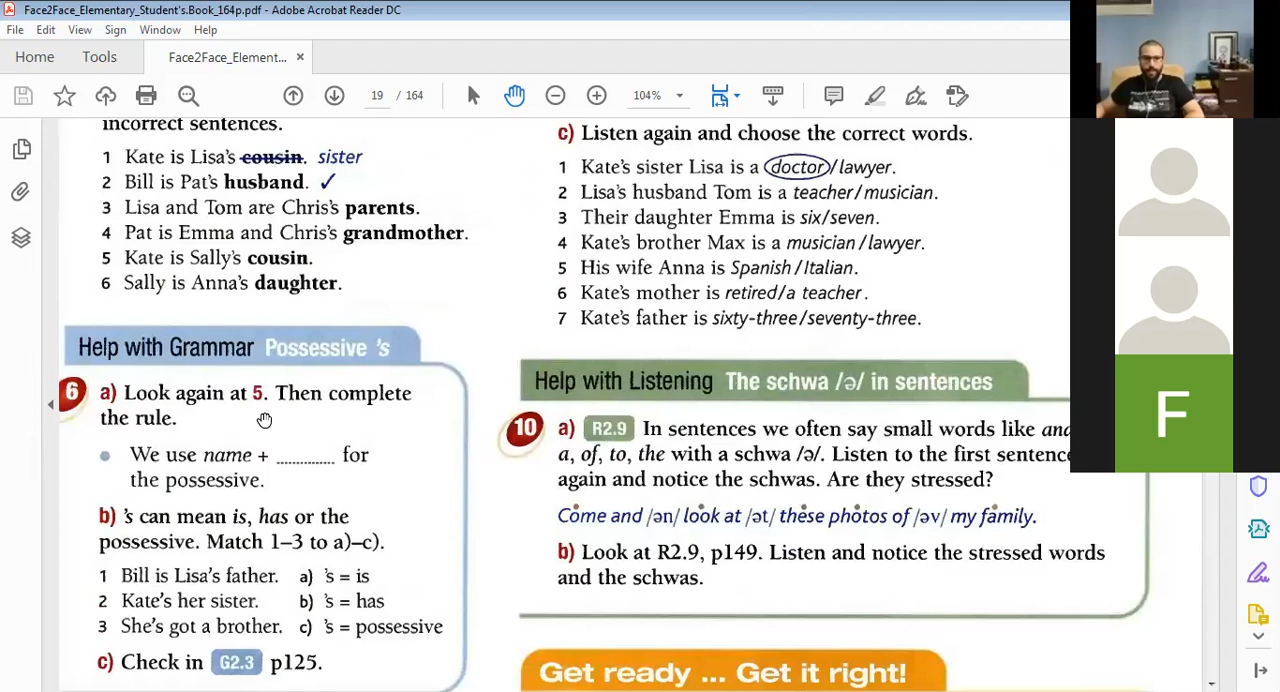 Face2Face_Elementary_Student's.Book_164p.pdf - Adobe Acrobat Reader DC
File Edit View Sign Window Help
Home Tools Face2Face_Element... ×
19 / 164 104%
incorrect sentences.
1 Kate is Lisa's cousin. sister
2 Bill is Pat's husband. ✓
3 Lisa and Tom are Chris's parents.
4 Pat is Emma and Chris's grandmother.
5 Kate is Sally's cousin.
6 Sally is Anna's daughter.
Help with Grammar Possessive 's
6 a) Look again at 5. Then complete
the rule.
● We use name + .............. for
the possessive.
b) 's can mean is, has or the
possessive. Match 1–3 to a)–c).
1 Bill is Lisa's father. a) 's = is
2 Kate's her sister. b) 's = has
3 She's got a brother. c) 's = possessive
c) Check in G2.3 p125.
c) Listen again and choose the correct words.
1 Kate's sister Lisa is a doctor/lawyer.
2 Lisa's husband Tom is a teacher/musician.
3 Their daughter Emma is six/seven.
4 Kate's brother Max is a musician/lawyer.
5 His wife Anna is Spanish/Italian.
6 Kate's mother is retired/a teacher.
7 Kate's father is sixty-three/seventy-three.
Help with Listening The schwa /ə/ in sentences
10 a) R2.9 In sentences we often say small words like
a, of, to, the with a schwa /ə/. Listen to the first
again and notice the schwas. Are they stressed?
Come and /ən/ look at /ət/ these photos of /əv/ my family.
b) Look at R2.9, p149. Listen and notice the stressed words
and the schwas.
Get ready ... Get it right!
F